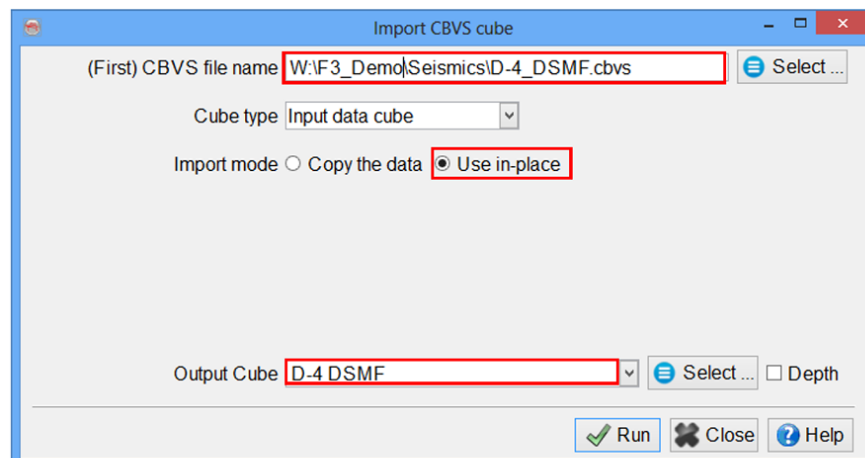 Import CBVS cube
(First) CBVS file name W:\F3_Demo\Seismics\D-4_DSMF.cbvs Select ...
Cube type Input data cube
Import mode Copy the data Use in-place
Output Cube D-4 DSMF Select ... Depth
Run Close Help